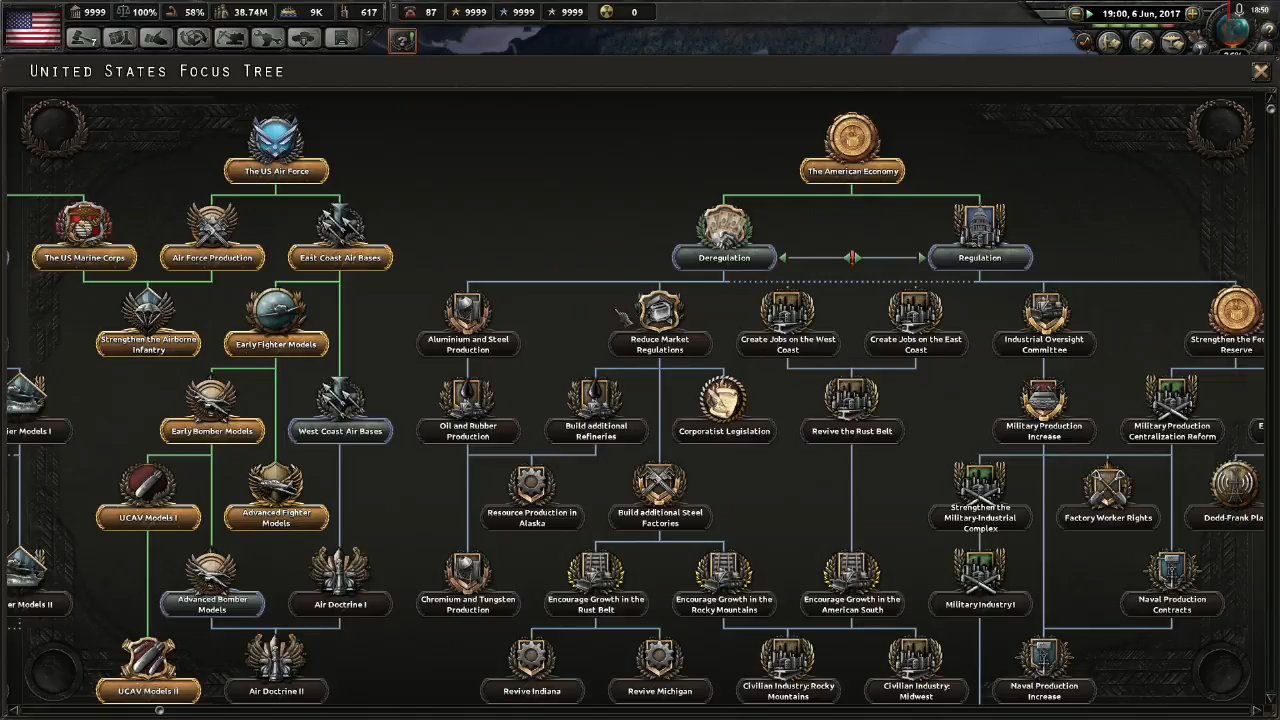 9999
100%
58%
38.74M
9K
617
87
9999
9999
9999
0
19:00, 6 Jun, 2017
18:50
7
United States Focus Tree
The US Air Force
The American Economy
The US Marine Corps
Air Force Production
East Coast Air Bases
Deregulation
Regulation
Strengthen the Airborne
Infantry
Early Fighter Models
Aluminium and Steel
Production
Reduce Market
Regulations
Create Jobs on the West
Coast
Create Jobs on the East
Coast
Industrial Oversight
Committee
Strengthen the Fed
Reserve
ier Models I
Early Bomber Models
West Coast Air Bases
Oil and Rubber
Production
Build additional
Refineries
Corporatist Legislation
Revive the Rust Belt
Military Production
Increase
Military Production
Centralization Reform
UCAV Models I
Advanced Fighter
Models
Resource Production in
Alaska
Build additional Steel
Factories
Strengthen the
Military-Industrial
Complex
Factory Worker Rights
Dodd-Frank Pla
er Models II
Advanced Bomber
Models
Air Doctrine I
Chromium and Tungsten
Production
Encourage Growth in the
Rust Belt
Encourage Growth in the
Rocky Mountains
Encourage Growth in the
American South
Military Industry I
Naval Production
Contracts
UCAV Models II
Air Doctrine II
Revive Indiana
Revive Michigan
Civilian Industry: Rocky
Mountains
Civilian Industry:
Midwest
Naval Production
Increase